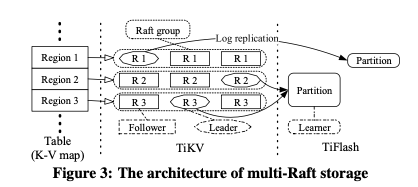 Raft group
Log replication
Region 1
R 1
R 1
R 1
Partition
Region 2
R 2
R 2
R 2
Partition
Region 3
R 3
R 3
R 3
Follower
Leader
Learner
Table
(K-V map)
TiKV
TiFlash
Figure 3: The architecture of multi-Raft storage